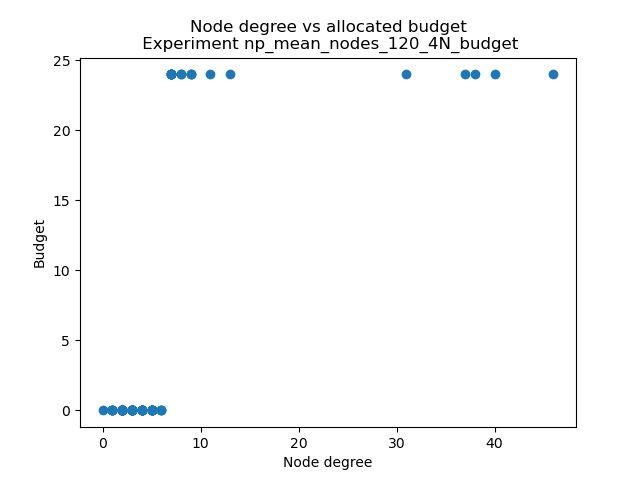 Node degree vs allocated budget
Experiment np_mean_nodes_120_4N_budget
25
20
15
10
5
0
Budget
0 10 20 30 40
Node degree